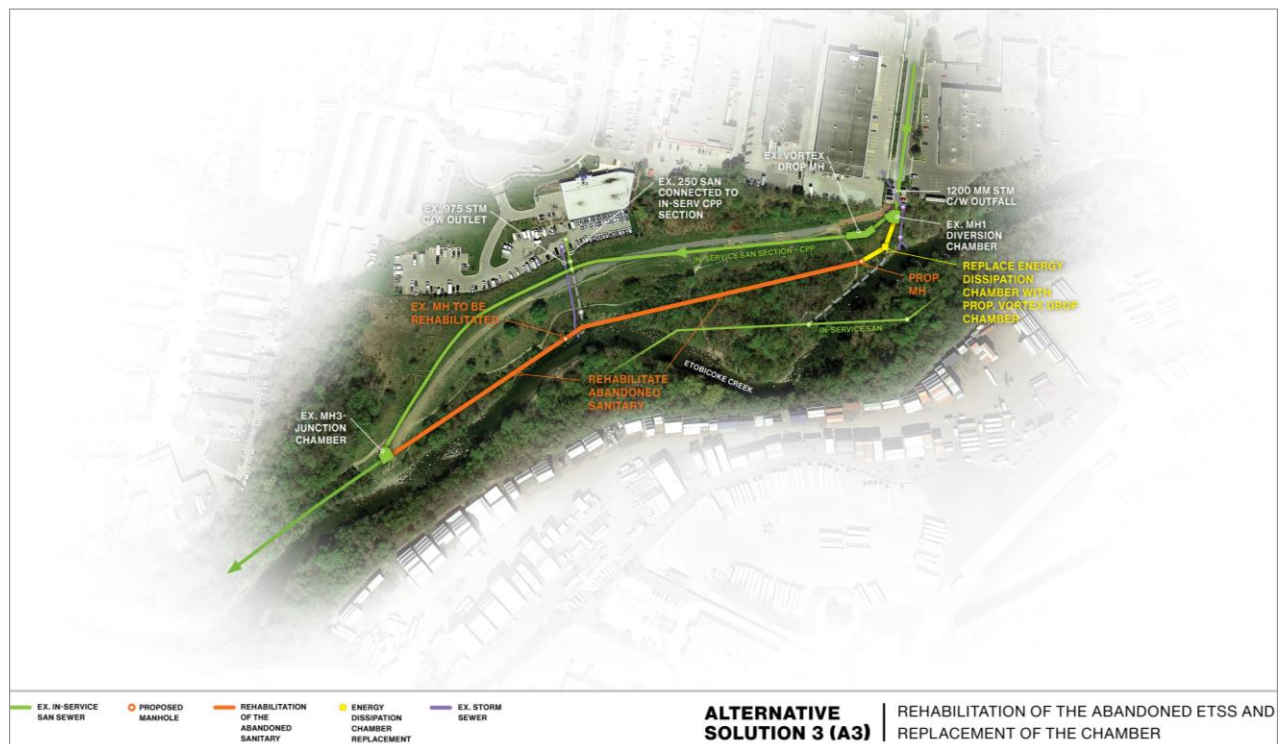 EX. VORTEX
DROP MH
EX. 250 SAN
CONNECTED TO
IN-SERV CPP
SECTION
1200 MM STM
C/W OUTFALL
EX. 975 STM
C/W OUTLET
EX. MH1
DIVERSION
CHAMBER
IN-SERVICE SAN SECTION - CPP
REPLACE ENERGY
DISSIPATION
CHAMBER WITH
PROP. VORTEX DROP
CHAMBER
PROP
MH
EX. MH TO BE
REHABILITATED
IN-SERVICE SAN
ETOBICOKE CREEK
REHABILITATE
ABANDONED
SANITARY
EX. MH3-
JUNCTION
CHAMBER
EX. IN-SERVICE
SAN SEWER
PROPOSED
MANHOLE
REHABILITATION
OF THE
ABANDONED
SANITARY
ENERGY
DISSIPATION
CHAMBER
REPLACEMENT
EX. STORM
SEWER
ALTERNATIVE
SOLUTION 3 (A3)
REHABILITATION OF THE ABANDONED ETSS AND
REPLACEMENT OF THE CHAMBER